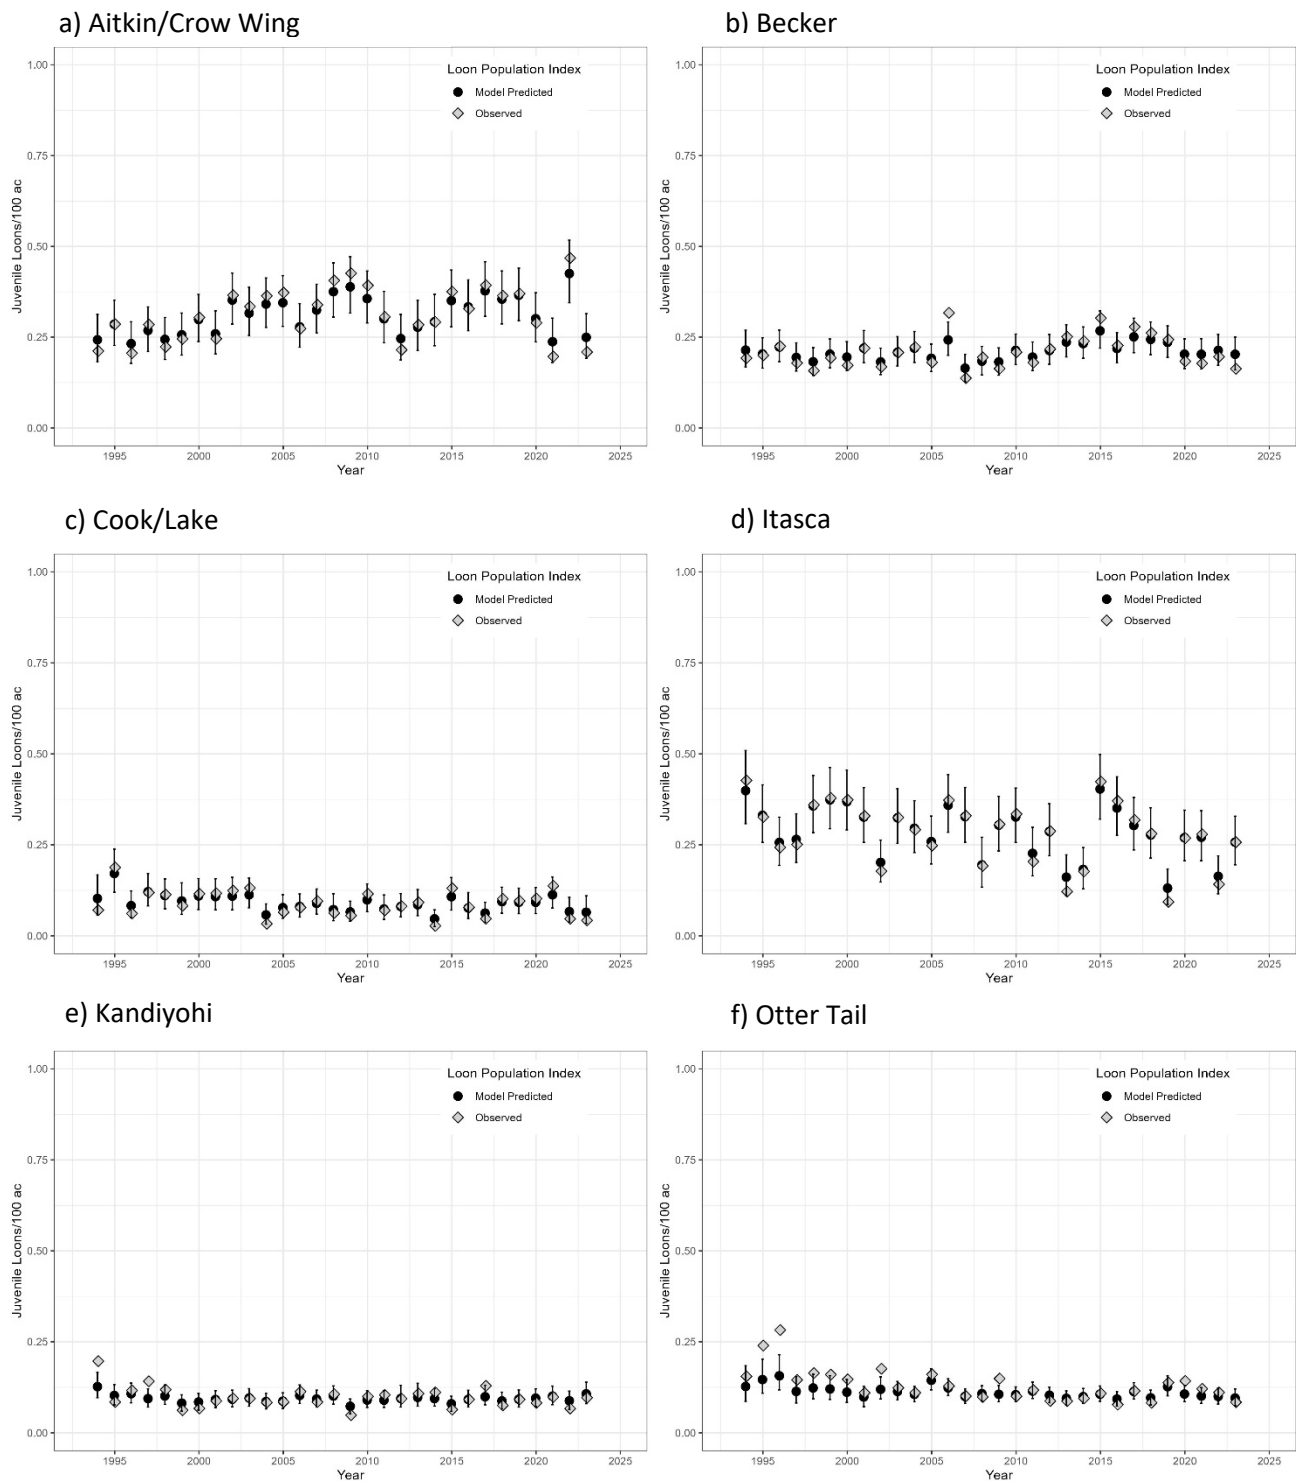 a) Aitkin/Crow Wing
Loon Population Index
Model Predicted
Observed
Juvenile Loons/100 ac
1.00
0.75
0.50
0.25
0.00
1995 2000 2005 2010 2015 2020 2025
Year
b) Becker
Loon Population Index
Model Predicted
Observed
Juvenile Loons/100 ac
1.00
0.75
0.50
0.25
0.00
1995 2000 2005 2010 2015 2020 2025
Year
c) Cook/Lake
Loon Population Index
Model Predicted
Observed
Juvenile Loons/100 ac
1.00
0.75
0.50
0.25
0.00
1995 2000 2005 2010 2015 2020 2025
Year
d) Itasca
Loon Population Index
Model Predicted
Observed
Juvenile Loons/100 ac
1.00
0.75
0.50
0.25
0.00
1995 2000 2005 2010 2015 2020 2025
Year
e) Kandiyohi
Loon Population Index
Model Predicted
Observed
Juvenile Loons/100 ac
1.00
0.75
0.50
0.25
0.00
1995 2000 2005 2010 2015 2020 2025
Year
f) Otter Tail
Loon Population Index
Model Predicted
Observed
Juvenile Loons/100 ac
1.00
0.75
0.50
0.25
0.00
1995 2000 2005 2010 2015 2020 2025
Year